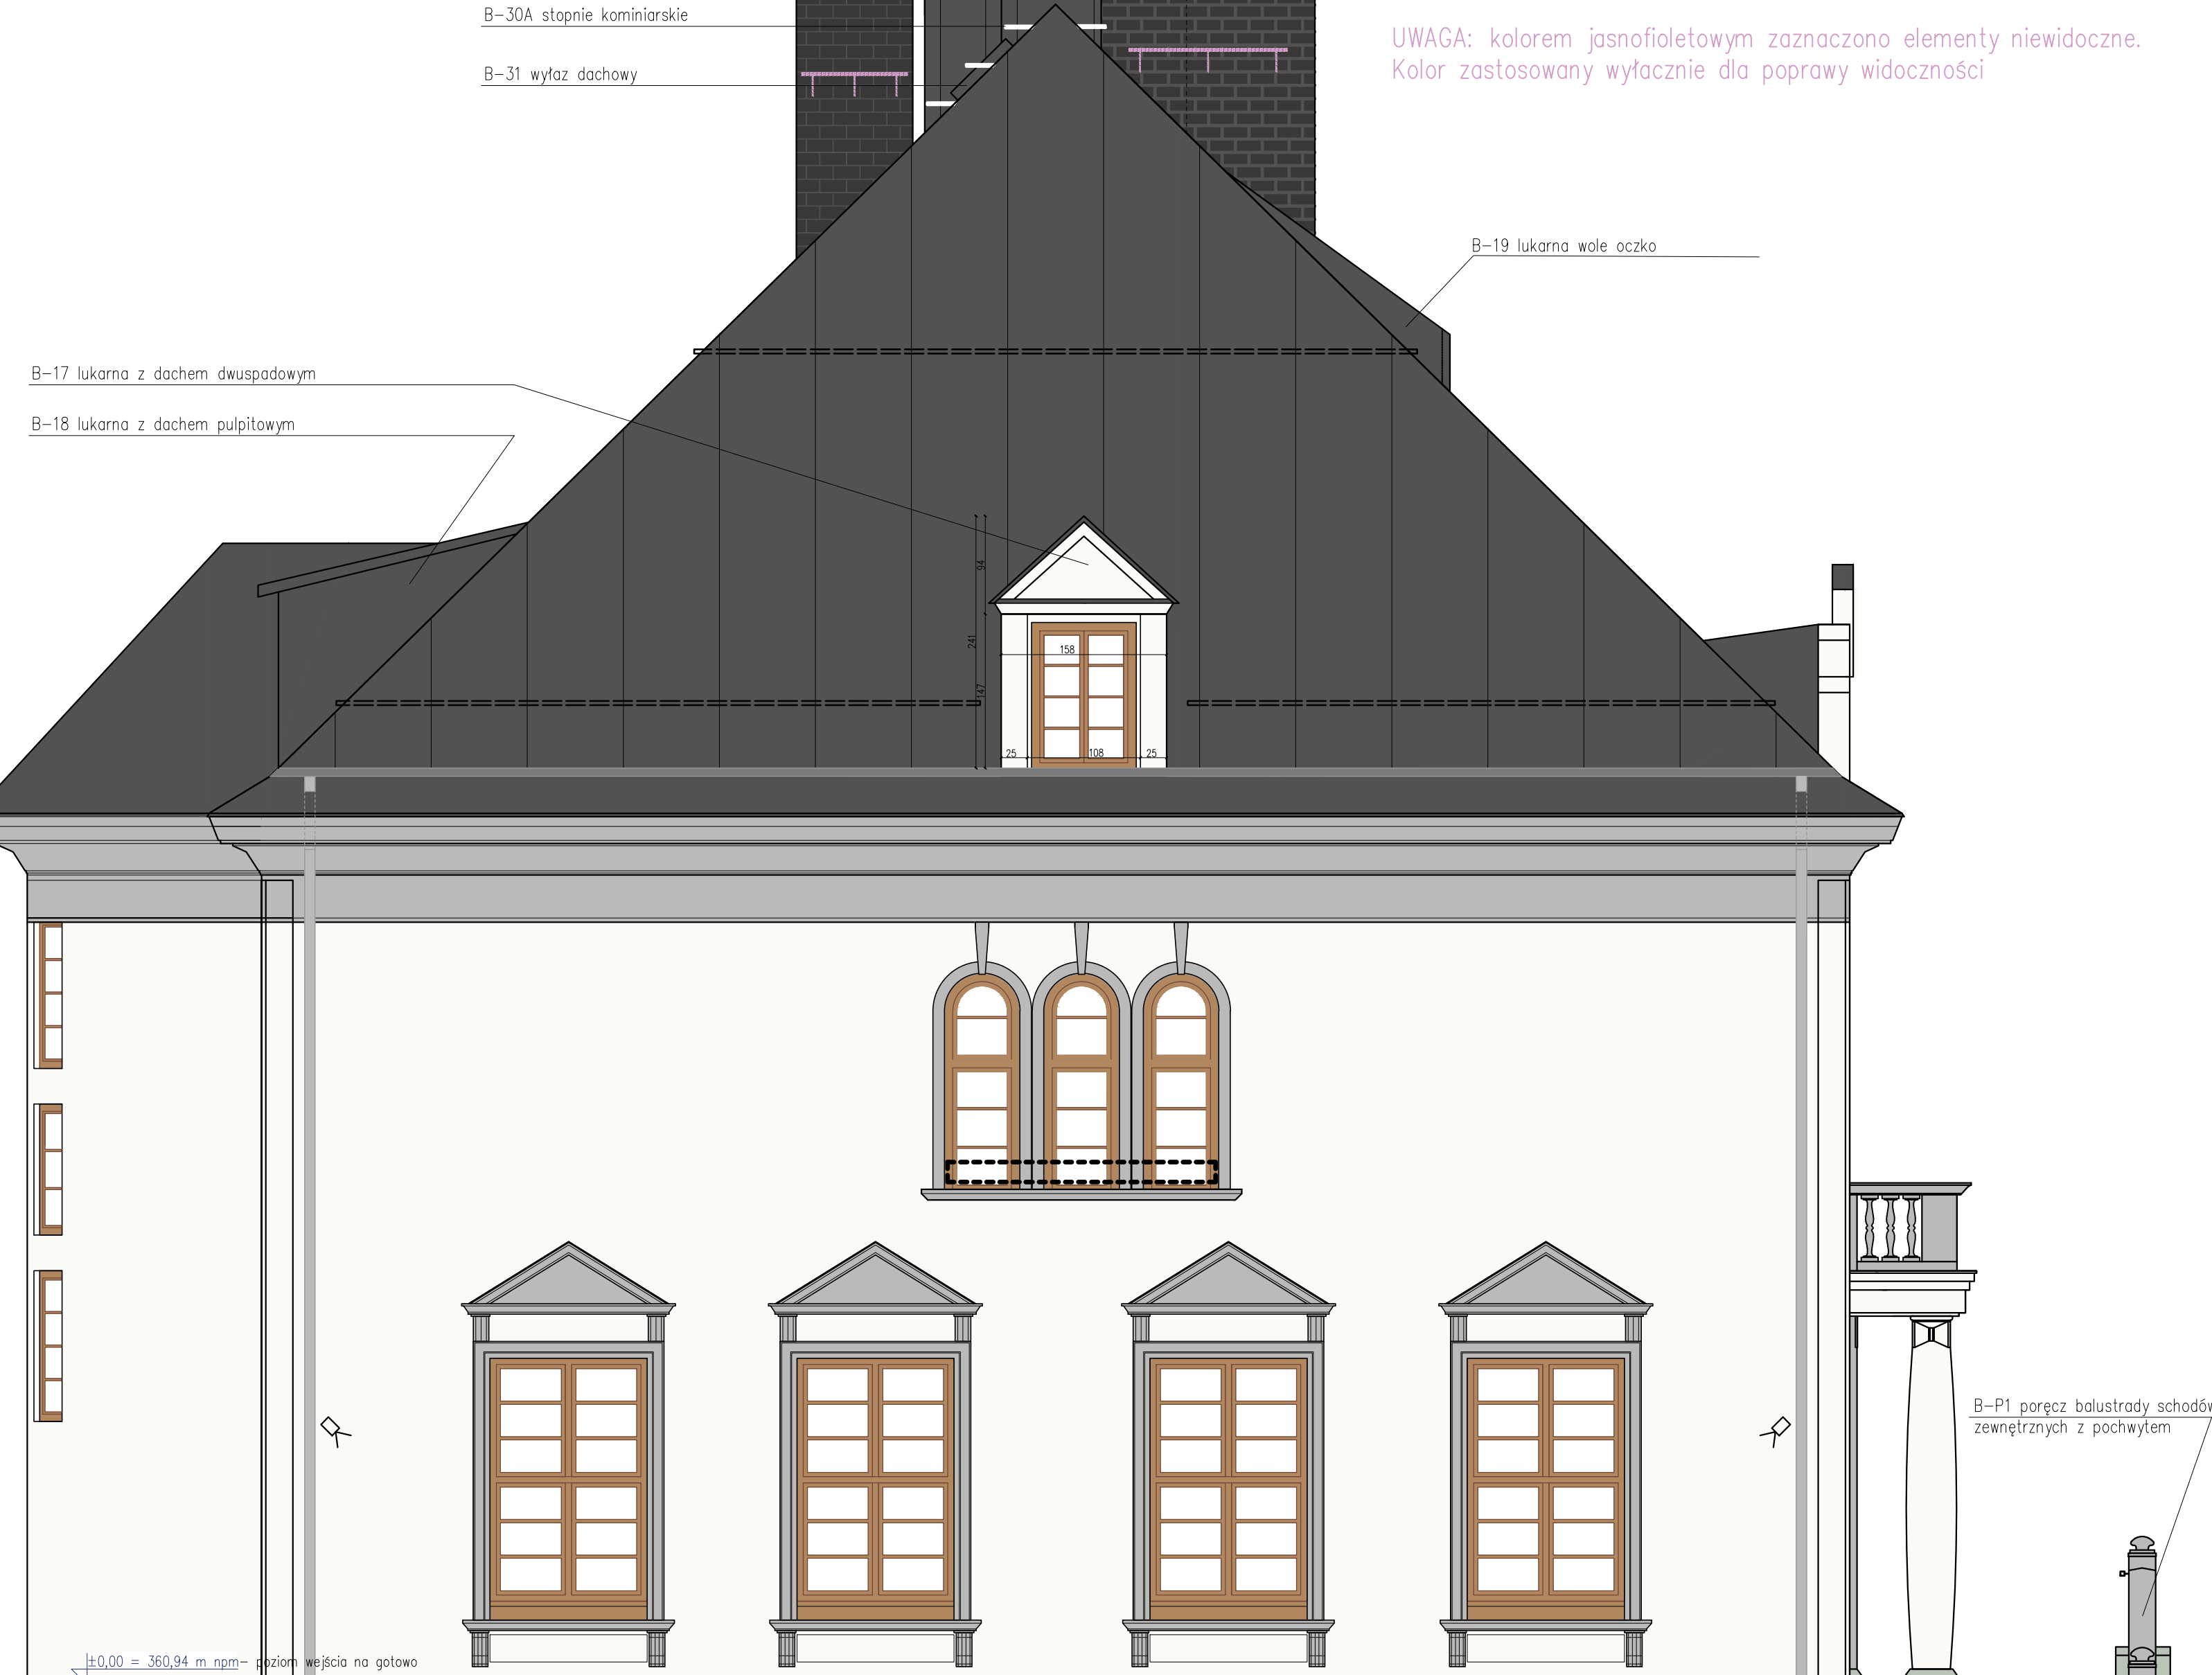 B-30A stopnie kominiarskie
UWAGA: kolorem jasnofioletowym zaznaczono elementy niewidoczne.
Kolor zastosowany wyłacznie dla poprawy widoczności
B-31 wyłaz dachowy
B-19 lukarna wole oczko
B-17 lukarna z dachem dwuspadowym
B-18 lukarna z dachem pulpitowym
94
241
158
147
25
108
25
B-P1 poręcz balustrady schodów
zewnętrznych z pochwytem
±0,00 = 360,94 m npm- poziom wejścia na gotowo